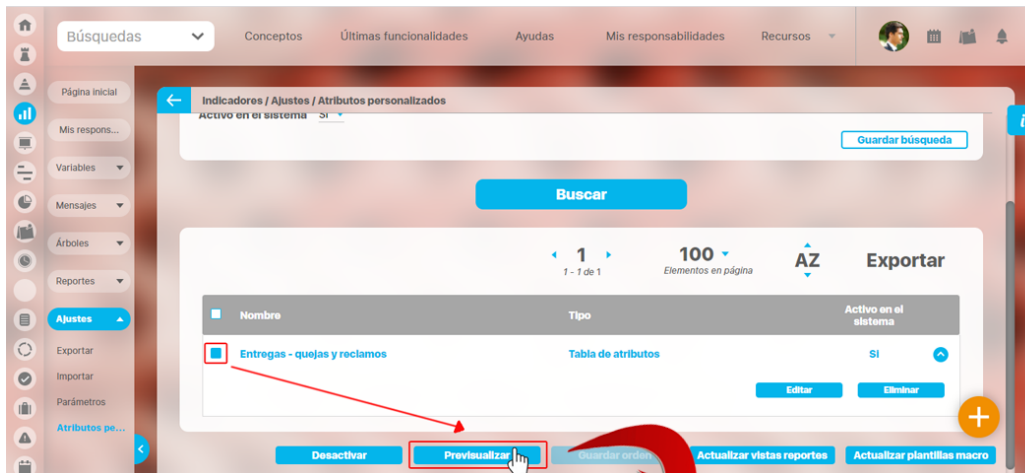 Búsquedas
Conceptos
Últimas funcionalidades
Ayudas
Mis responsabilidades
Recursos
Página inicial
Mis respons...
Variables
Mensajes
Árboles
Reportes
Ajustes
Exportar
Importar
Parámetros
Atributos pe...
Indicadores / Ajustes / Atributos personalizados
Activo en el sistema Si
Guardar búsqueda
Buscar
1
1 - 1 de 1
100
Elementos en página
AZ
Exportar
Nombre
Tipo
Activo en el
sistema
Entregas - quejas y reclamos
Tabla de atributos
Si
Editar
Eliminar
Desactivar
Previsualizar
Guardar orden
Actualizar vistas reportes
Actualizar plantillas macro